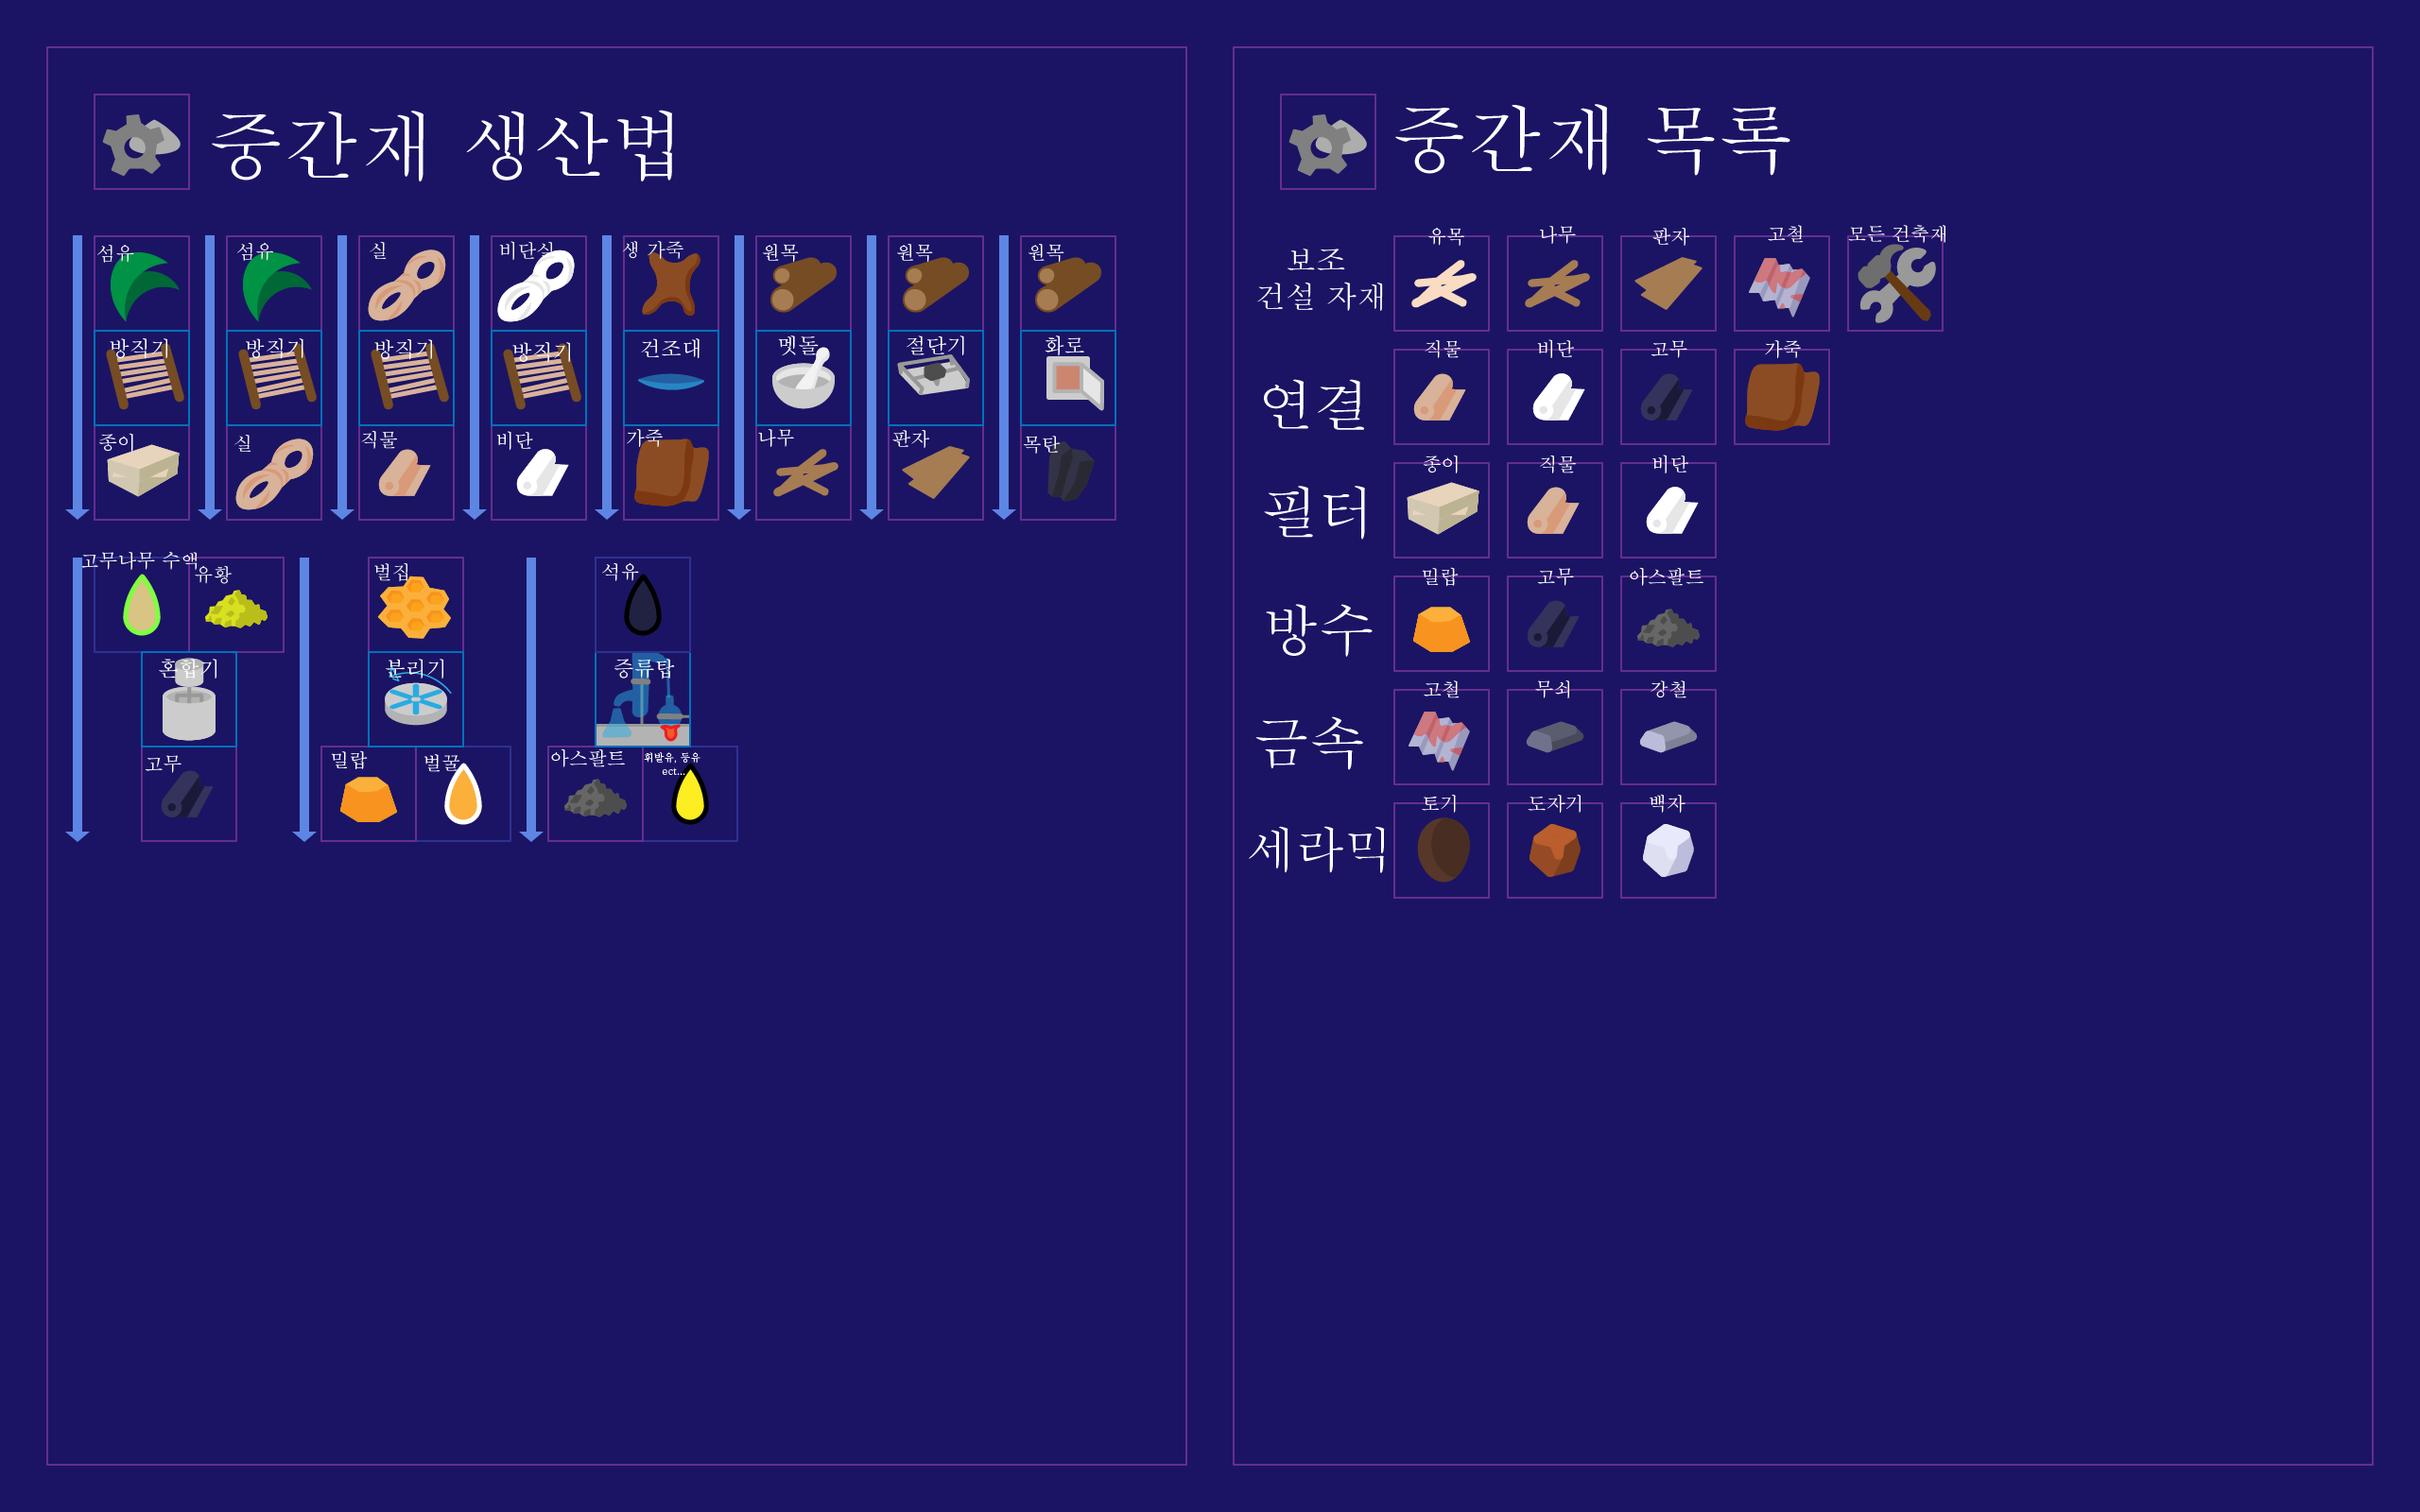 중간재 생산법
섬유
섬유
실
비단실
생 가죽
원목
원목
원목
방직기
방직기
방직기
방직기
건조대
멧돌
절단기
화로
종이
실
직물
비단
가죽
나무
판자
목탄
고무나무 수액
유황
벌집
석유
혼합기
분리기
증류탑
고무
밀랍
벌꿀
아스팔트
휘발유, 등유
ect...
중간재 목록
보조
건설 자재
유목
나무
판자
고철
모든 건축재
연결
직물
비단
고무
가죽
필터
종이
직물
비단
방수
밀랍
고무
아스팔트
금속
고철
무쇠
강철
세라믹
토기
도자기
백자